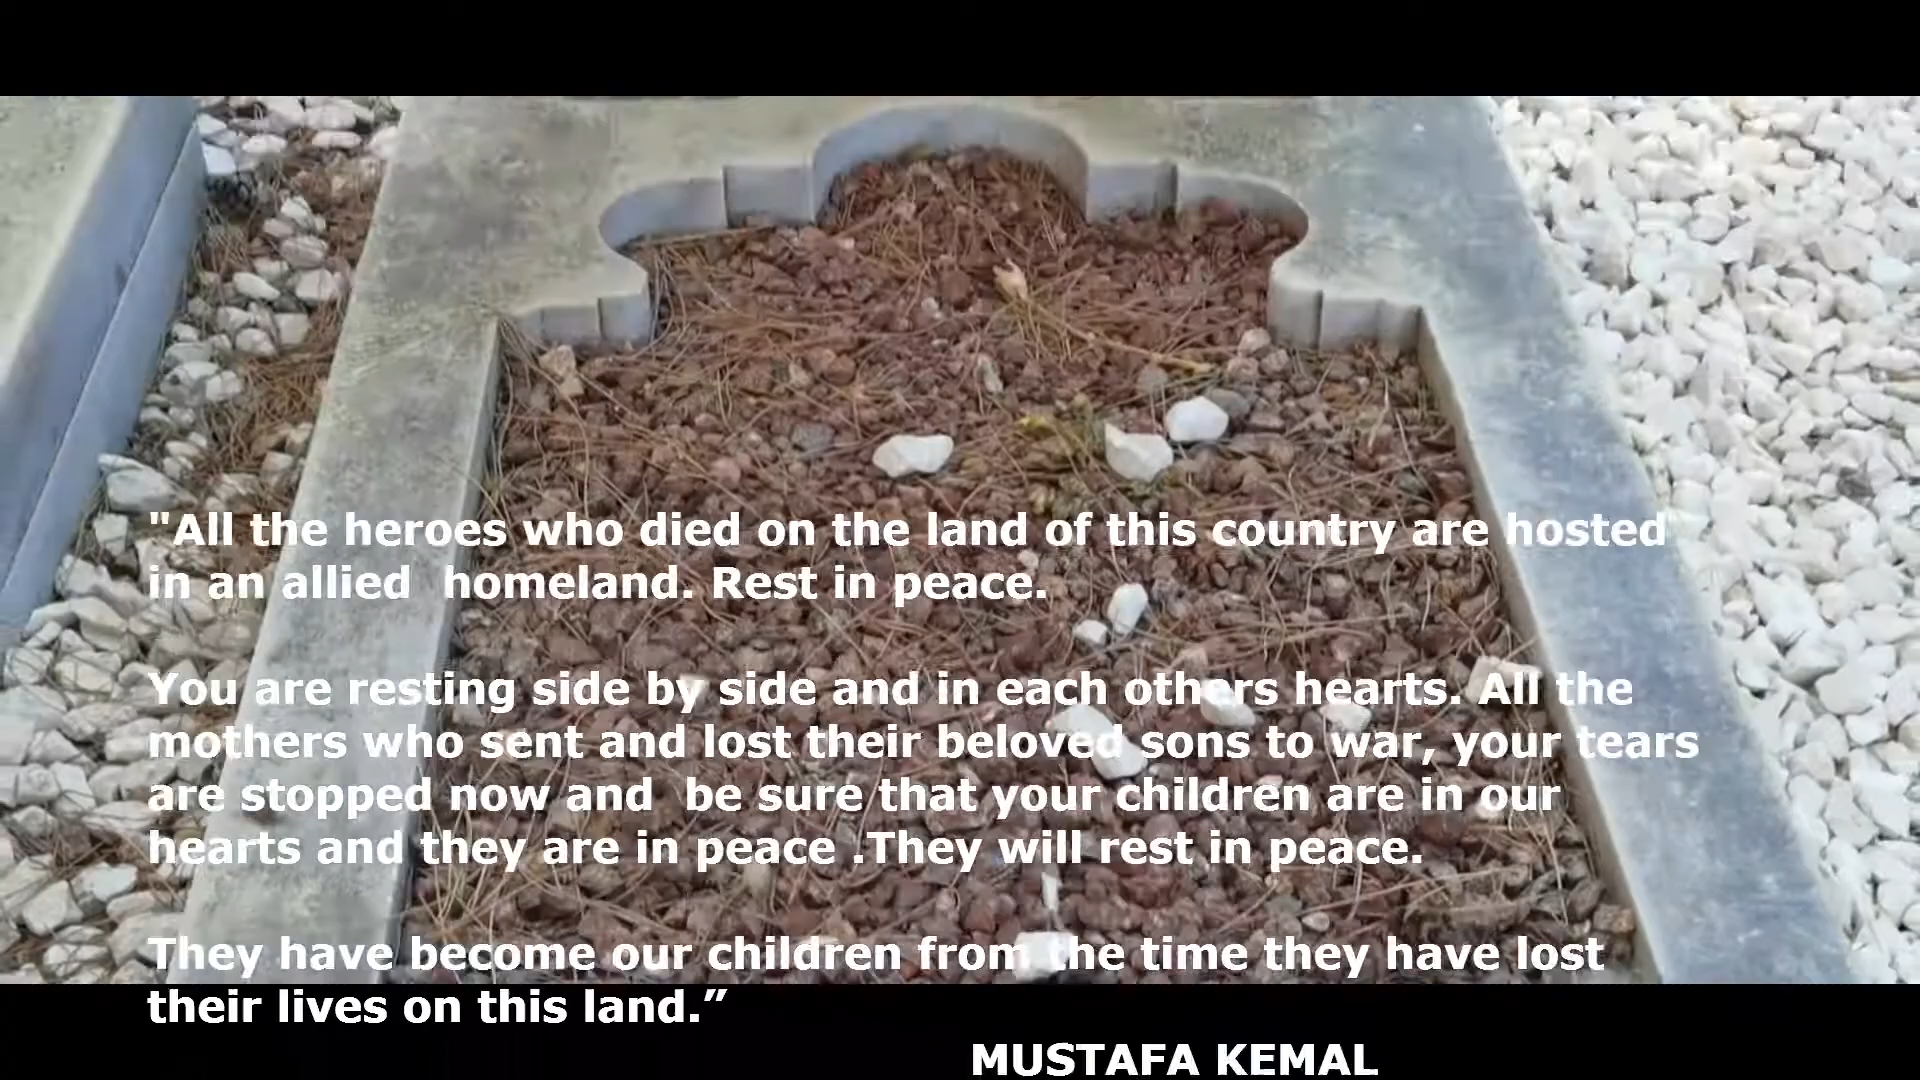 "All the heroes who died on the land of this country are hosted
in an allied  homeland. Rest in peace.
You are resting side by side and in each others hearts. All the
mothers who sent and lost their beloved sons to war, your tears
are stopped now and  be sure that your children are in our
hearts and they are in peace .They will rest in peace.
They have become our children from the time they have lost
their lives on this land.”
MUSTAFA KEMAL